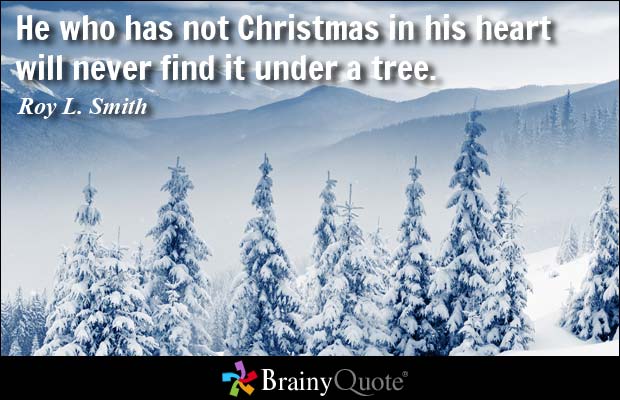 He who has not Christmas in his heart
will never find it under a tree.
Roy L. Smith
BrainyQuote®